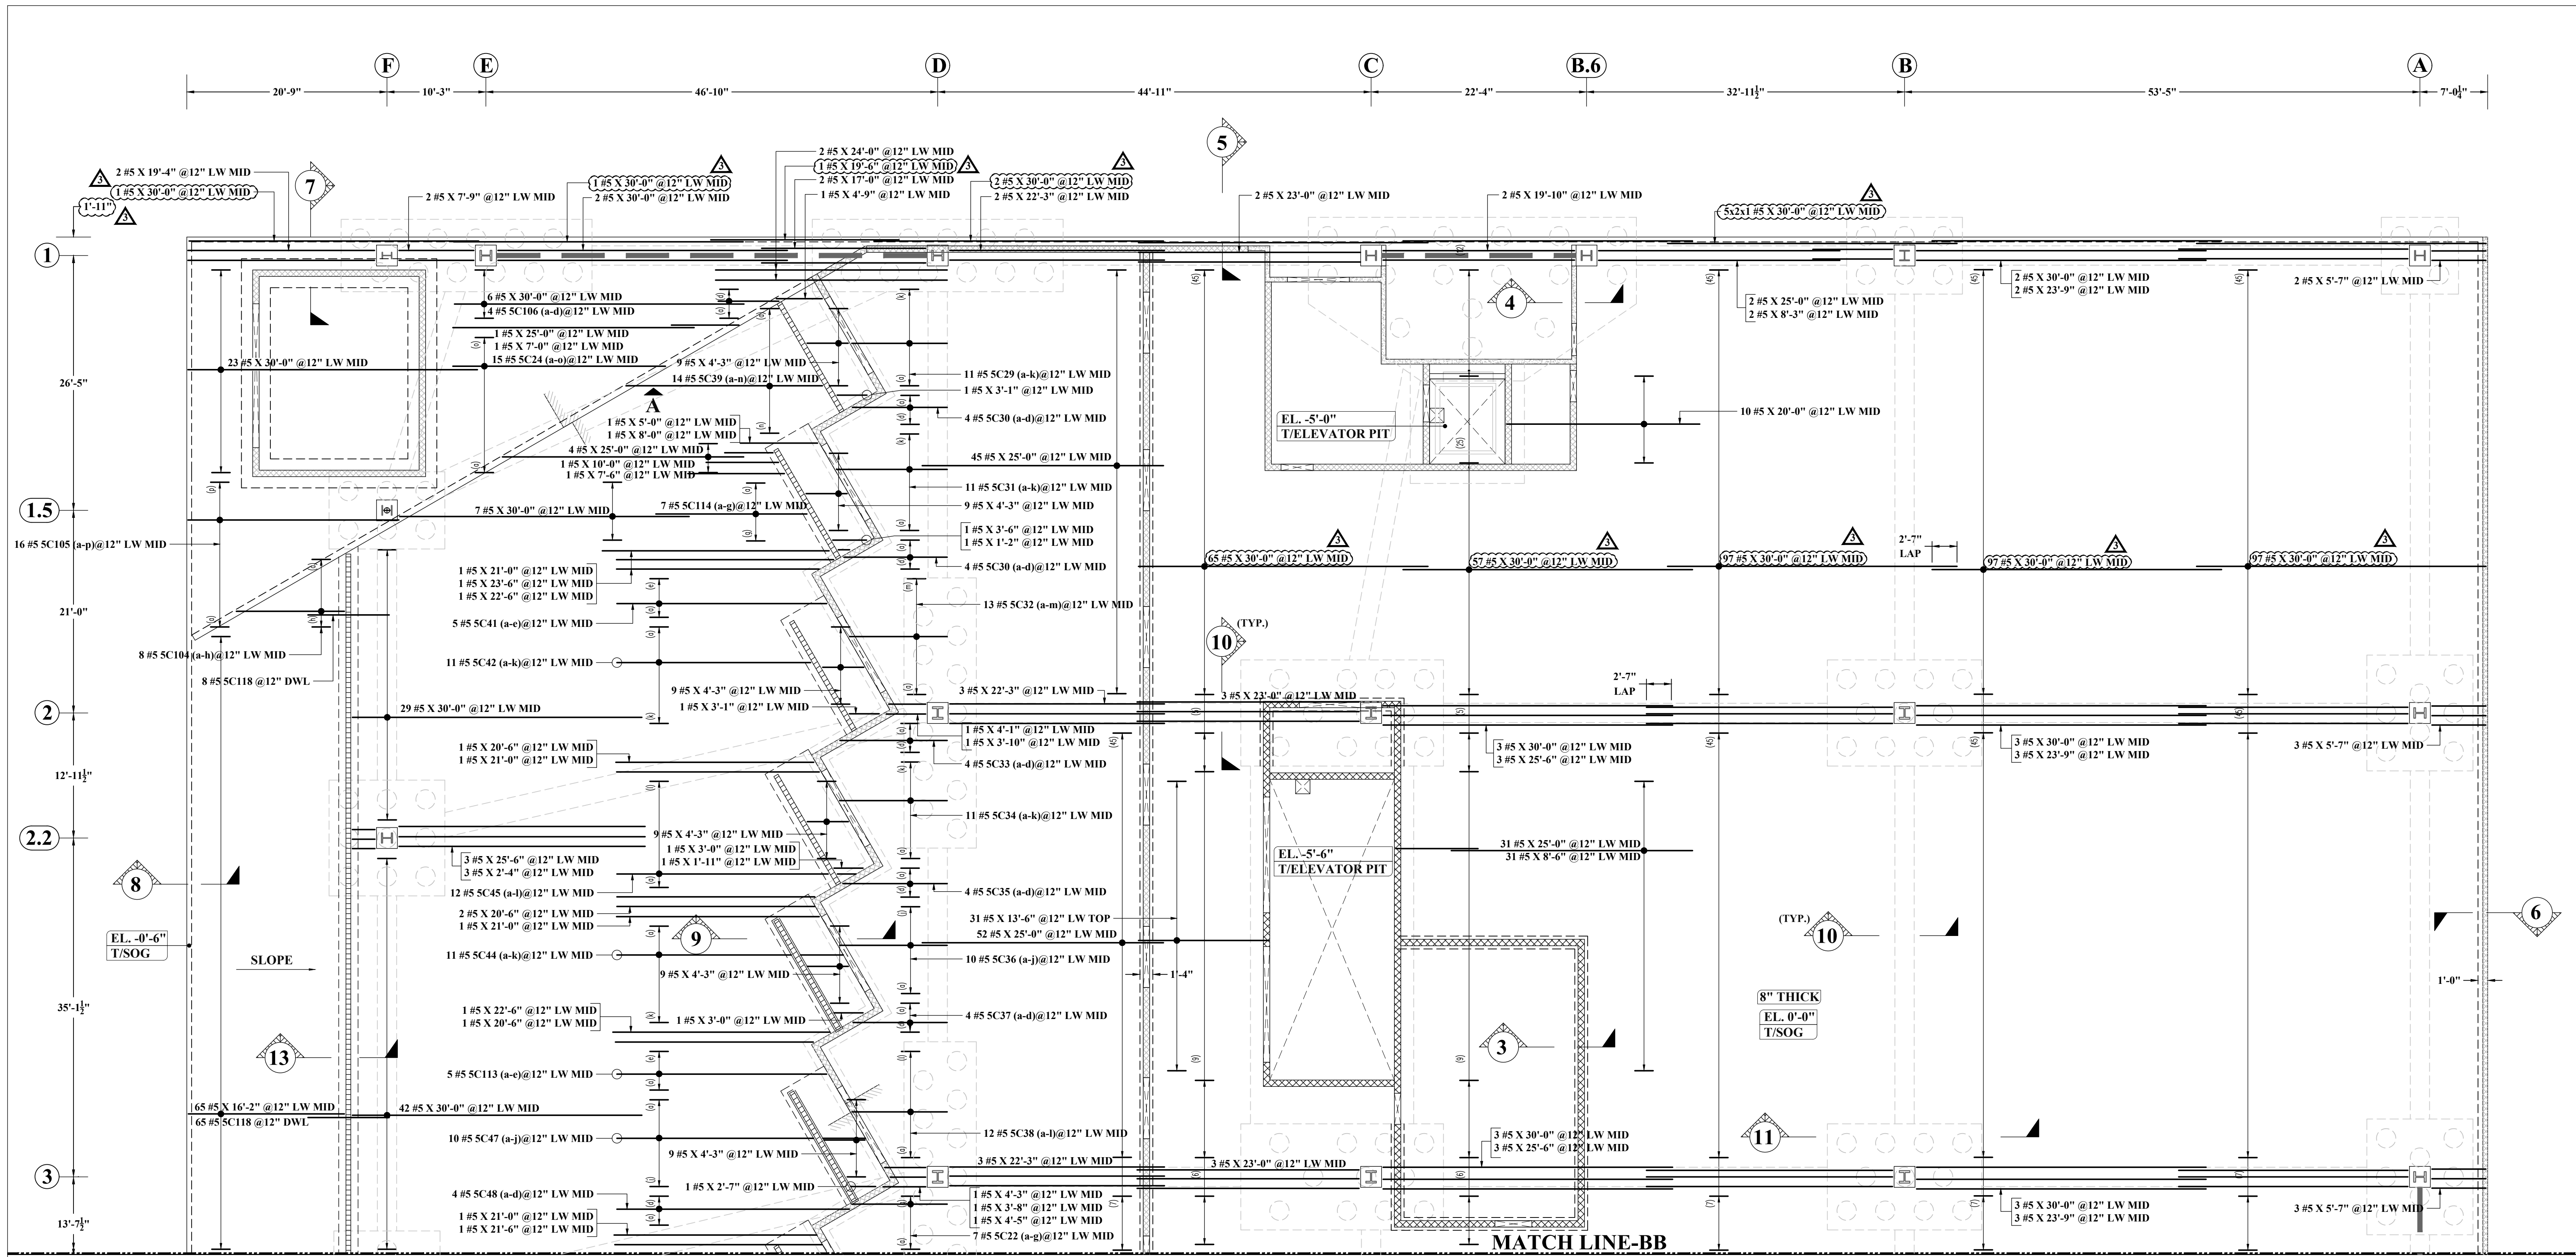 F
E
D
C
B.6
B
A
20'-9"
10'-3"
46'-10"
44'-11"
22'-4"
32'-11½"
53'-5"
7'-0¼"
5
3
2 #5 X 24'-0" @12" LW MID
1 #5 X 19'-6" @12" LW MID
3
2 #5 X 17'-0" @12" LW MID
1 #5 X 4'-9" @12" LW MID
3
2 #5 X 19'-4" @12" LW MID
1 #5 X 30'-0" @12" LW MID
1'-11"
3
7
2 #5 X 7'-9" @12" LW MID
1 #5 X 30'-0" @12" LW MID
2 #5 X 30'-0" @12" LW MID
3
2 #5 X 30'-0" @12" LW MID
2 #5 X 22'-3" @12" LW MID
2 #5 X 23'-0" @12" LW MID
2 #5 X 19'-10" @12" LW MID
3
5x2x1 #5 X 30'-0" @12" LW MID
1
2 #5 X 30'-0" @12" LW MID
2 #5 X 23'-9" @12" LW MID
2 #5 X 5'-7" @12" LW MID
2 #5 X 25'-0" @12" LW MID
2 #5 X 8'-3" @12" LW MID
4
6 #5 X 30'-0" @12" LW MID
4 #5 5C106 (a-d)@12" LW MID
1 #5 X 25'-0" @12" LW MID
1 #5 X 7'-0" @12" LW MID
15 #5 5C24 (a-o)@12" LW MID
23 #5 X 30'-0" @12" LW MID
26'-5"
9 #5 X 4'-3" @12" LW MID
14 #5 5C39 (a-n)@12" LW MID
A
11 #5 5C29 (a-k)@12" LW MID
1 #5 X 3'-1" @12" LW MID
4 #5 5C30 (a-d)@12" LW MID
EL. -5'-0"
T/ELEVATOR PIT
10 #5 X 20'-0" @12" LW MID
1 #5 X 5'-0" @12" LW MID
1 #5 X 8'-0" @12" LW MID
4 #5 X 25'-0" @12" LW MID
1 #5 X 10'-0" @12" LW MID
1 #5 X 7'-6" @12" LW MID
45 #5 X 25'-0" @12" LW MID
11 #5 5C31 (a-k)@12" LW MID
9 #5 X 4'-3" @12" LW MID
1.5
7 #5 X 30'-0" @12" LW MID
7 #5 5C114 (a-g)@12" LW MID
1 #5 X 3'-6" @12" LW MID
1 #5 X 1'-2" @12" LW MID
16 #5 5C105 (a-p)@12" LW MID
4 #5 5C30 (a-d)@12" LW MID
3
65 #5 X 30'-0" @12" LW MID
3
57 #5 X 30'-0" @12" LW MID
3
97 #5 X 30'-0" @12" LW MID
2'-7"
LAP
3
97 #5 X 30'-0" @12" LW MID
3
97 #5 X 30'-0" @12" LW MID
1 #5 X 21'-0" @12" LW MID
1 #5 X 23'-6" @12" LW MID
1 #5 X 22'-6" @12" LW MID
13 #5 5C32 (a-m)@12" LW MID
21'-0"
5 #5 5C41 (a-e)@12" LW MID
(TYP.)
10
8 #5 5C104 (a-h)@12" LW MID
11 #5 5C42 (a-k)@12" LW MID
8 #5 5C118 @12" DWL
9 #5 X 4'-3" @12" LW MID
3 #5 X 22'-3" @12" LW MID
3 #5 X 23'-0" @12" LW MID
2'-7"
LAP
2
29 #5 X 30'-0" @12" LW MID
1 #5 X 3'-1" @12" LW MID
1 #5 X 4'-1" @12" LW MID
1 #5 X 3'-10" @12" LW MID
3 #5 X 30'-0" @12" LW MID
3 #5 X 25'-6" @12" LW MID
3 #5 X 30'-0" @12" LW MID
3 #5 X 23'-9" @12" LW MID
3 #5 X 5'-7" @12" LW MID
1 #5 X 20'-6" @12" LW MID
1 #5 X 21'-0" @12" LW MID
4 #5 5C33 (a-d)@12" LW MID
12'-11½"
11 #5 5C34 (a-k)@12" LW MID
2.2
9 #5 X 4'-3" @12" LW MID
1 #5 X 3'-0" @12" LW MID
1 #5 X 1'-11" @12" LW MID
3 #5 X 25'-6" @12" LW MID
3 #5 X 2'-4" @12" LW MID
EL. -5'-6"
T/ELEVATOR PIT
31 #5 X 25'-0" @12" LW MID
31 #5 X 8'-6" @12" LW MID
8
12 #5 5C45 (a-l)@12" LW MID
4 #5 5C35 (a-d)@12" LW MID
2 #5 X 20'-6" @12" LW MID
1 #5 X 21'-0" @12" LW MID
31 #5 X 13'-6" @12" LW TOP
52 #5 X 25'-0" @12" LW MID
9
(TYP.)
10
6
EL. -0'-6"
T/SOG
SLOPE
11 #5 5C44 (a-k)@12" LW MID
10 #5 5C36 (a-j)@12" LW MID
9 #5 X 4'-3" @12" LW MID
1'-4"
1'-0"
8" THICK
EL. 0'-0"
T/SOG
35'-1½"
1 #5 X 22'-6" @12" LW MID
1 #5 X 20'-6" @12" LW MID
1 #5 X 3'-0" @12" LW MID
4 #5 5C37 (a-d)@12" LW MID
13
3
5 #5 5C113 (a-e)@12" LW MID
65 #5 X 16'-2" @12" LW MID
65 #5 5C118 @12" DWL
42 #5 X 30'-0" @12" LW MID
10 #5 5C47 (a-j)@12" LW MID
12 #5 5C38 (a-l)@12" LW MID
3 #5 X 30'-0" @12" LW MID
3 #5 X 25'-6" @12" LW MID
11
9 #5 X 4'-3" @12" LW MID
3 #5 X 22'-3" @12" LW MID
3 #5 X 23'-0" @12" LW MID
3
1 #5 X 2'-7" @12" LW MID
4 #5 5C48 (a-d)@12" LW MID
1 #5 X 4'-3" @12" LW MID
1 #5 X 3'-8" @12" LW MID
1 #5 X 4'-5" @12" LW MID
3 #5 X 30'-0" @12" LW MID
3 #5 X 23'-9" @12" LW MID
3 #5 X 5'-7" @12" LW MID
13'-7½"
1 #5 X 21'-0" @12" LW MID
1 #5 X 21'-6" @12" LW MID
7 #5 5C22 (a-g)@12" LW MID
MATCH LINE-BB